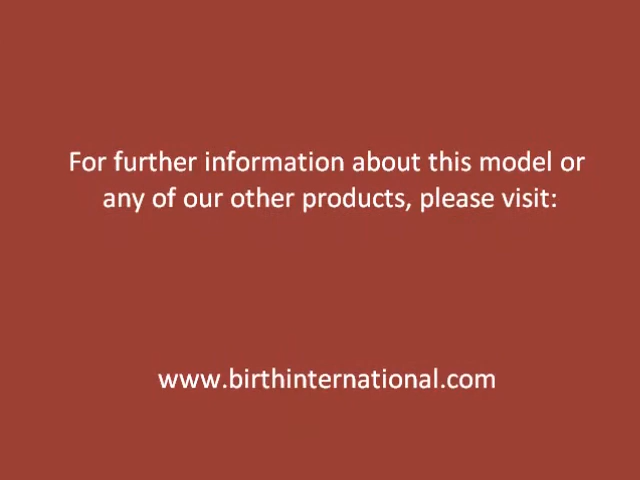 For further information about this model or
any of our other products, please visit:
www.birthinternational.com